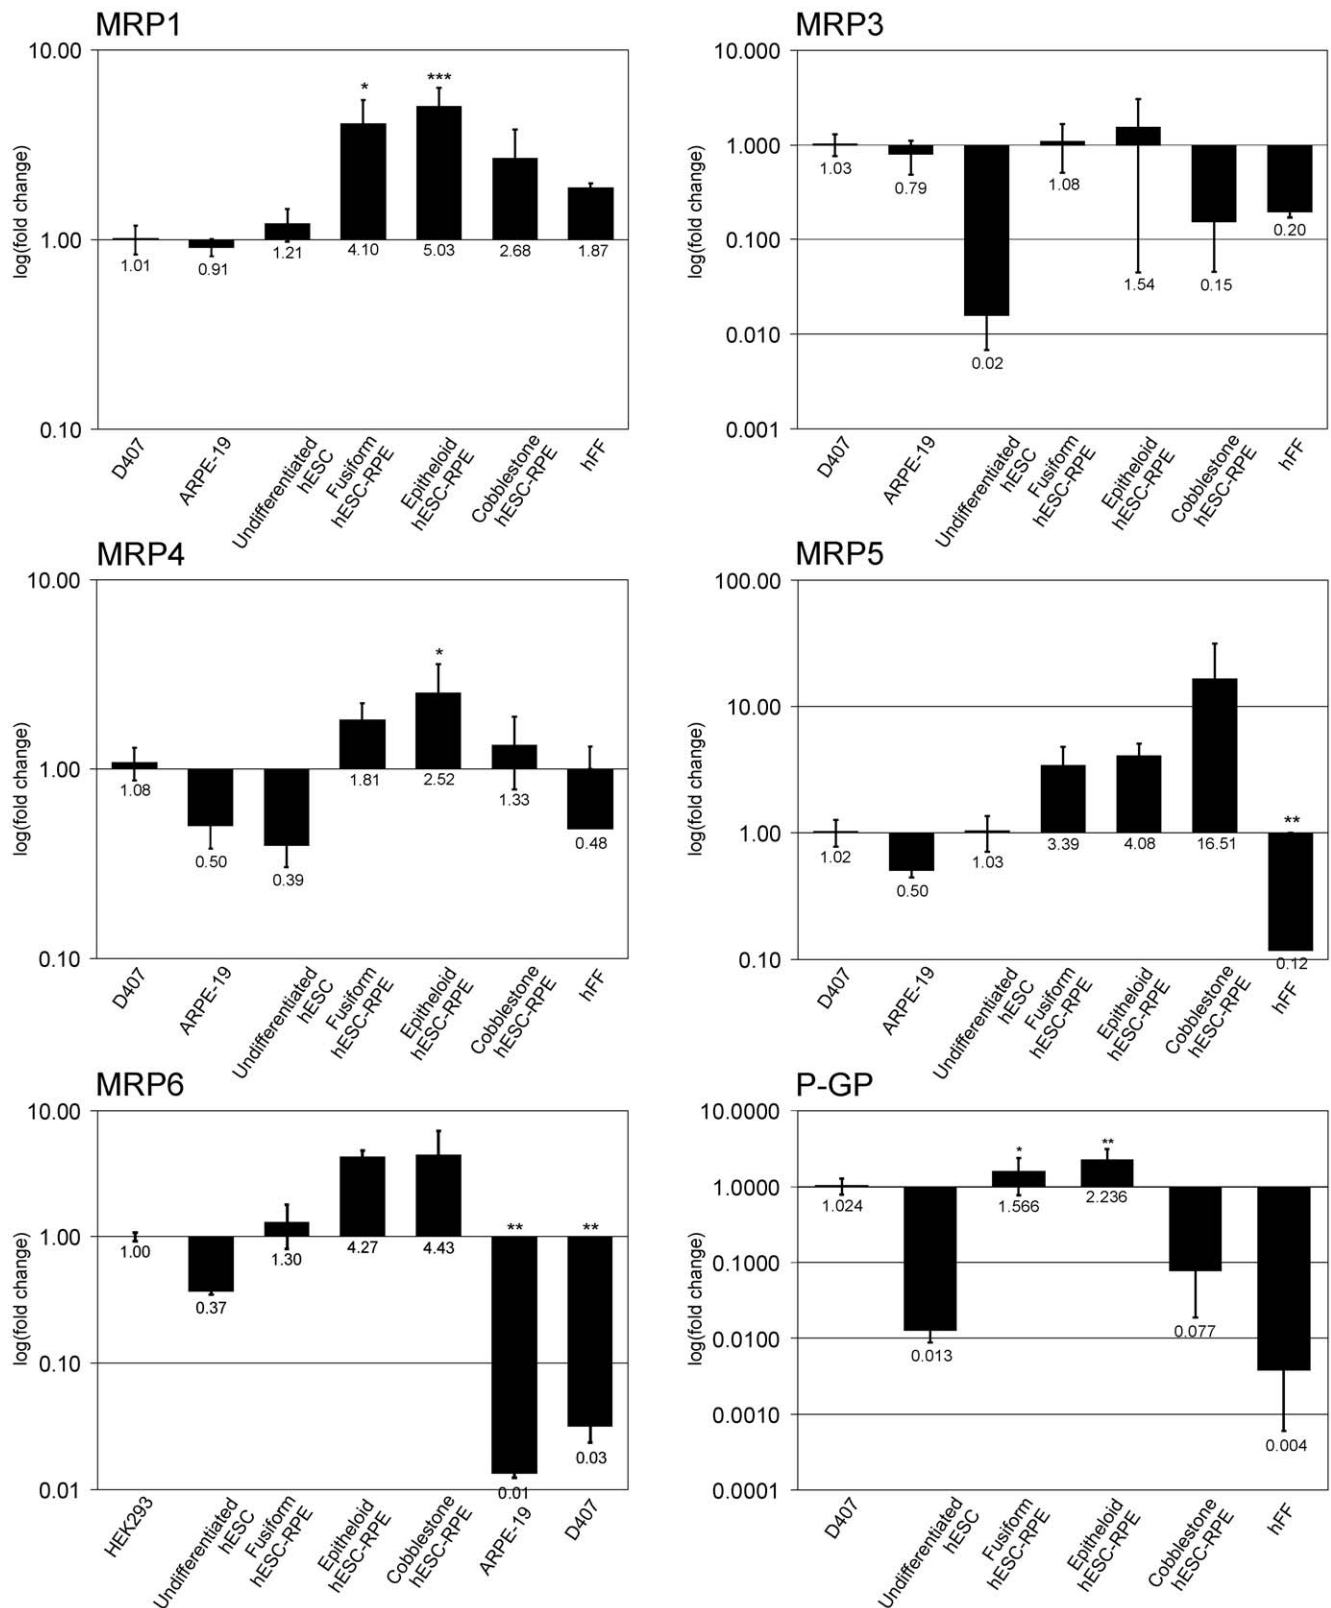 MRP1
10.00
1.00
0.10
log(fold change)
*
***
1.01
0.91
1.21
4.10
5.03
2.68
1.87
D407
ARPE-19
Undifferentiated
hESC
Fusiform
hESC-RPE
Epitheloid
hESC-RPE
Cobblestone
hESC-RPE
hFF
MRP3
10.000
1.000
0.100
0.010
0.001
log(fold change)
1.03
0.79
0.02
1.08
1.54
0.15
0.20
D407
ARPE-19
Undifferentiated
hESC
Fusiform
hESC-RPE
Epitheloid
hESC-RPE
Cobblestone
hESC-RPE
hFF
MRP4
10.00
1.00
0.10
log(fold change)
*
1.08
0.50
0.39
1.81
2.52
1.33
0.48
D407
ARPE-19
Undifferentiated
hESC
Fusiform
hESC-RPE
Epitheloid
hESC-RPE
Cobblestone
hESC-RPE
hFF
MRP5
100.00
10.00
1.00
0.10
log(fold change)
**
1.02
0.50
1.03
3.39
4.08
16.51
0.12
D407
ARPE-19
Undifferentiated
hESC
Fusiform
hESC-RPE
Epitheloid
hESC-RPE
Cobblestone
hESC-RPE
hFF
MRP6
10.00
1.00
0.10
0.01
log(fold change)
**
**
1.00
0.37
1.30
4.27
4.43
0.01
0.03
HEK293
Undifferentiated
hESC
Fusiform
hESC-RPE
Epitheloid
hESC-RPE
Cobblestone
hESC-RPE
ARPE-19
D407
P-GP
10.0000
1.0000
0.1000
0.0100
0.0010
0.0001
log(fold change)
*
**
1.024
0.013
1.566
2.236
0.077
0.004
D407
Undifferentiated
hESC
Fusiform
hESC-RPE
Epitheloid
hESC-RPE
Cobblestone
hESC-RPE
hFF